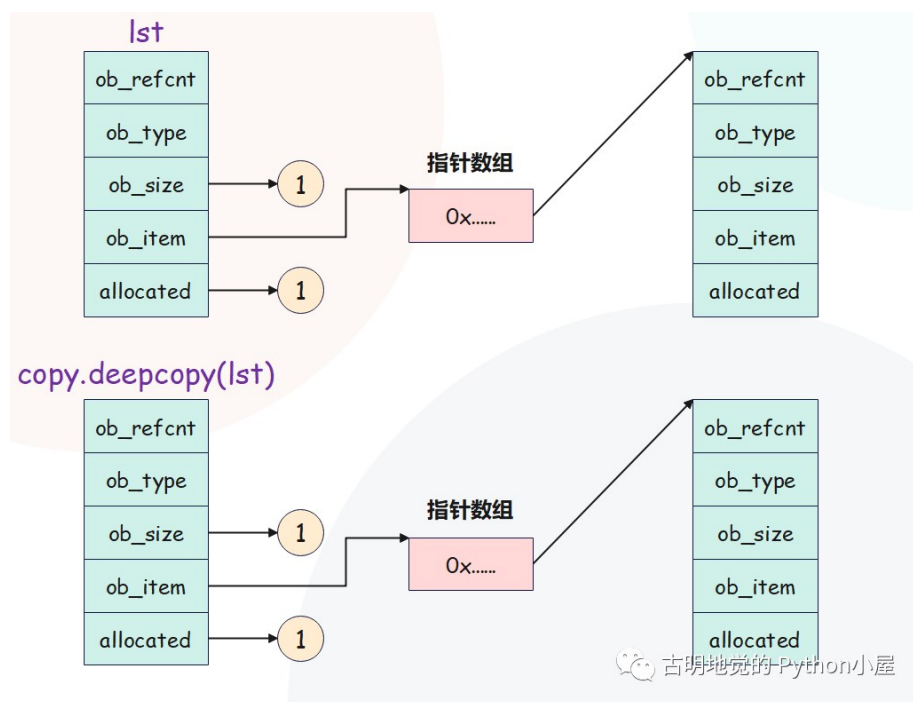 lst
ob_refcnt
ob_type
ob_size
1
ob_item
allocated
1
指针数组
0x......
ob_refcnt
ob_type
ob_size
ob_item
allocated
copy.deepcopy(lst)
ob_refcnt
ob_type
ob_size
1
ob_item
allocated
1
指针数组
0x......
ob_refcnt
ob_type
ob_size
ob_item
allocated
古明地觉的 Python小屋